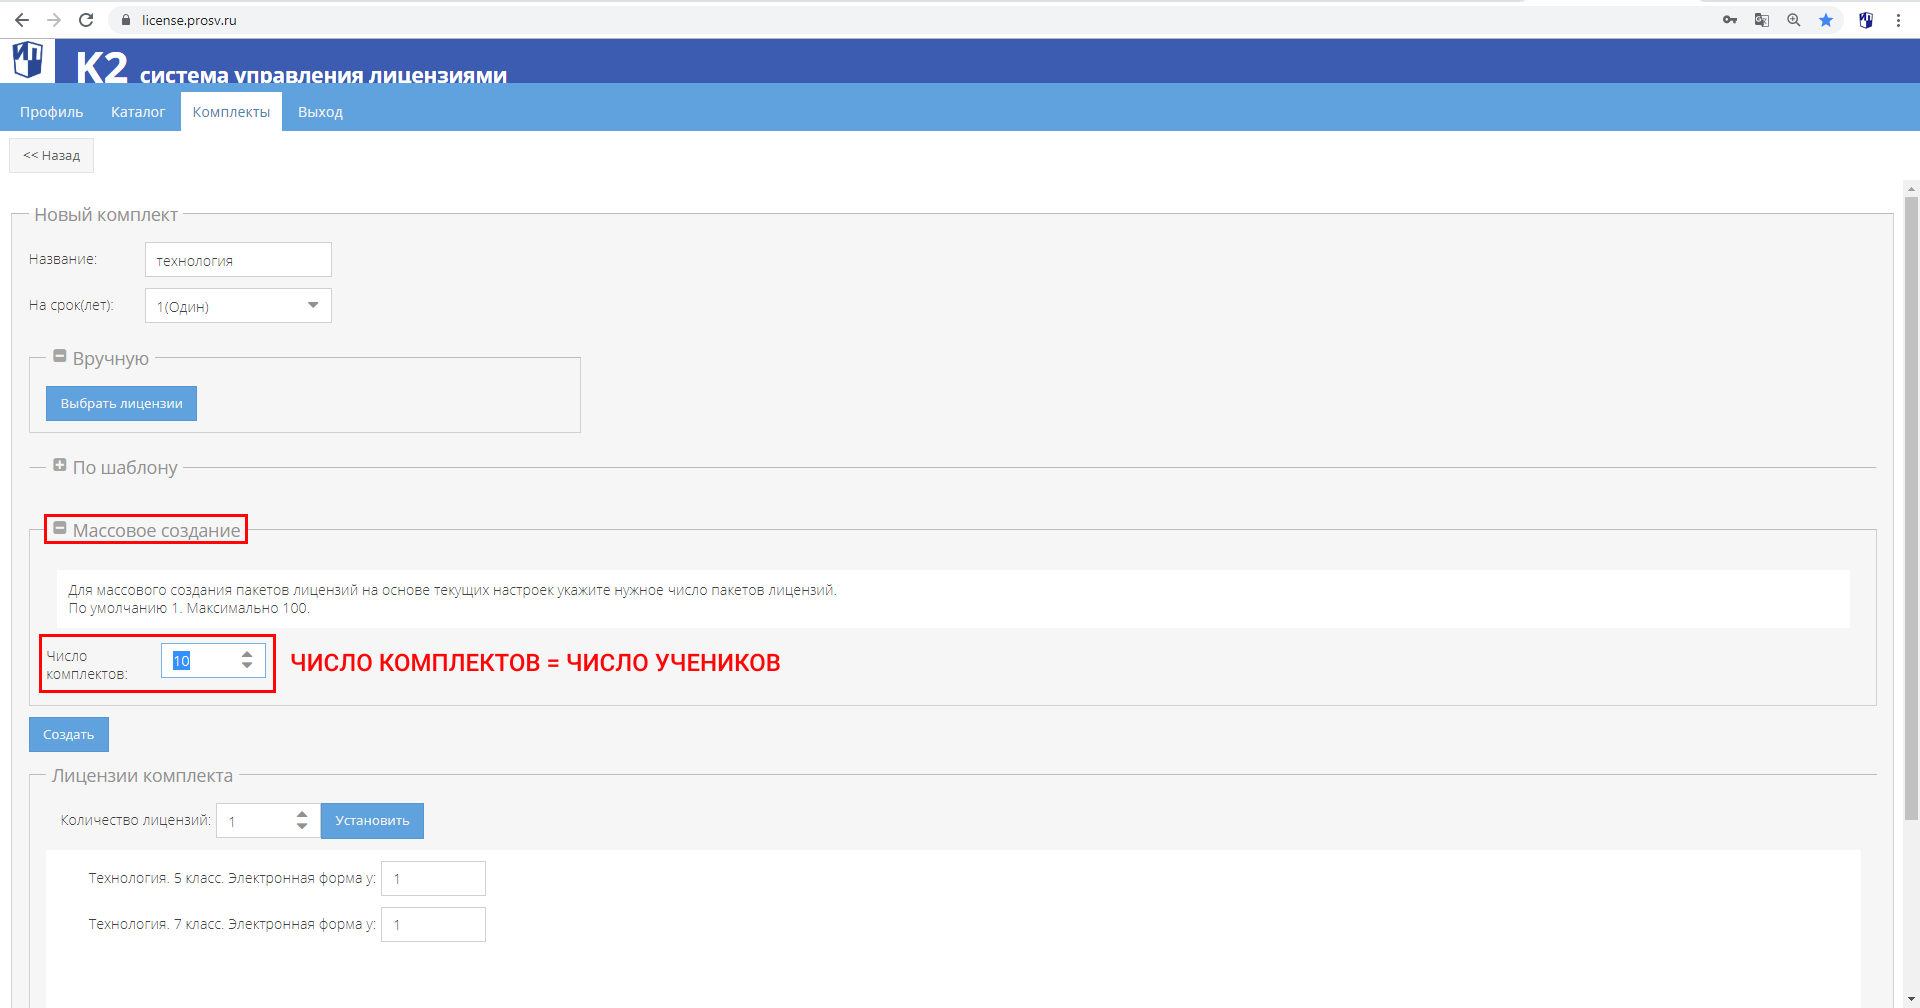 license.prosv.ru
ИП
К2 система управления лицензиями
Профиль Каталог Комплекты Выход
<< Назад
Новый комплект
Название: технология
На срок(лет): 1(Один)
Вручную
Выбрать лицензии
По шаблону
Массовое создание
Для массового создания пакетов лицензий на основе текущих настроек укажите нужное число пакетов лицензий.
По умолчанию 1. Максимально 100.
Число
комплектов: 10
ЧИСЛО КОМПЛЕКТОВ = ЧИСЛО УЧЕНИКОВ
Создать
Лицензии комплекта
Количество лицензий: 1 Установить
Технология. 5 класс. Электронная форма у: 1
Технология. 7 класс. Электронная форма у: 1